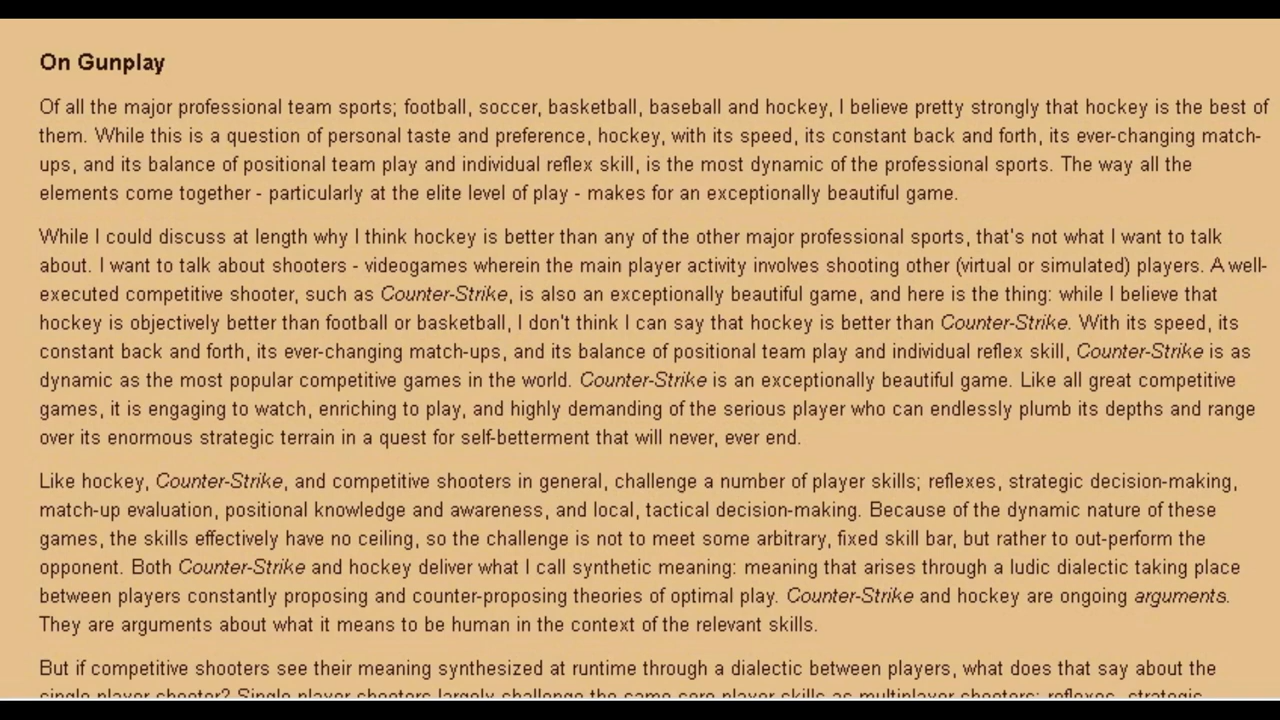 On Gunplay
Of all the major professional team sports; football, soccer, basketball, baseball and hockey, I believe pretty strongly that hockey is the best of
them. While this is a question of personal taste and preference, hockey, with its speed, its constant back and forth, its ever-changing match-
ups, and its balance of positional team play and individual reflex skill, is the most dynamic of the professional sports. The way all the
elements come together - particularly at the elite level of play - makes for an exceptionally beautiful game.
While I could discuss at length why I think hockey is better than any of the other major professional sports, that's not what I want to talk
about. I want to talk about shooters - videogames wherein the main player activity involves shooting other (virtual or simulated) players. A well-
executed competitive shooter, such as Counter-Strike, is also an exceptionally beautiful game, and here is the thing: while I believe that
hockey is objectively better than football or basketball, I don't think I can say that hockey is better than Counter-Strike. With its speed, its
constant back and forth, its ever-changing match-ups, and its balance of positional team play and individual reflex skill, Counter-Strike is as
dynamic as the most popular competitive games in the world. Counter-Strike is an exceptionally beautiful game. Like all great competitive
games, it is engaging to watch, enriching to play, and highly demanding of the serious player who can endlessly plumb its depths and range
over its enormous strategic terrain in a quest for self-betterment that will never, ever end.
Like hockey, Counter-Strike, and competitive shooters in general, challenge a number of player skills; reflexes, strategic decision-making,
match-up evaluation, positional knowledge and awareness, and local, tactical decision-making. Because of the dynamic nature of these
games, the skills effectively have no ceiling, so the challenge is not to meet some arbitrary, fixed skill bar, but rather to out-perform the
opponent. Both Counter-Strike and hockey deliver what I call synthetic meaning: meaning that arises through a ludic dialectic taking place
between players constantly proposing and counter-proposing theories of optimal play. Counter-Strike and hockey are ongoing arguments.
They are arguments about what it means to be human in the context of the relevant skills.
But if competitive shooters see their meaning synthesized at runtime through a dialectic between players, what does that say about the
single player shooter? Single player shooters largely challenge the same core player skills as multiplayer shooters: reflexes, strategic